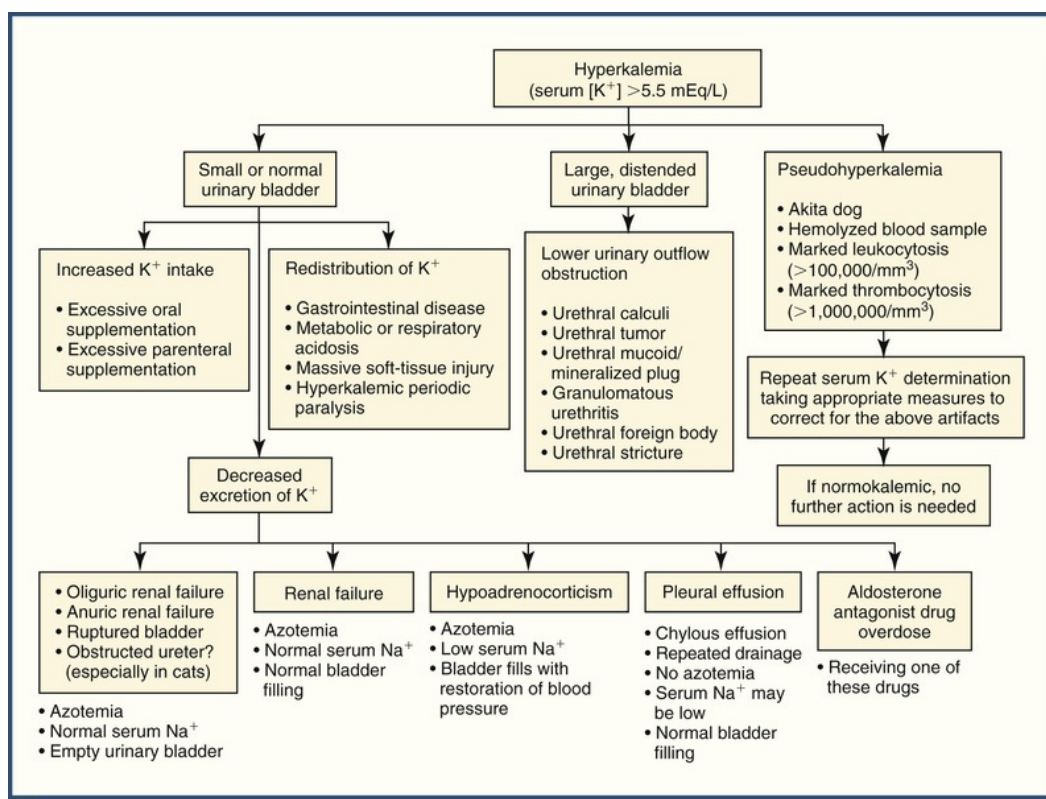 Hyperkalemia
(serum [K⁺] >5.5 mEq/L)
Small or normal
urinary bladder
Large, distended
urinary bladder
Pseudohyperkalemia
• Akita dog
• Hemolyzed blood sample
• Marked leukocytosis
(>100,000/mm³)
• Marked thrombocytosis
(>1,000,000/mm³)
Increased K⁺ intake
• Excessive oral
supplementation
• Excessive parenteral
supplementation
Redistribution of K⁺
• Gastrointestinal disease
• Metabolic or respiratory
acidosis
• Massive soft-tissue injury
• Hyperkalemic periodic
paralysis
Lower urinary outflow
obstruction
• Urethral calculi
• Urethral tumor
• Urethral mucoid/
mineralized plug
• Granulomatous
urethritis
• Urethral foreign body
• Urethral stricture
Repeat serum K⁺ determination
taking appropriate measures to
correct for the above artifacts
If normokalemic, no
further action is needed
Decreased
excretion of K⁺
• Oliguric renal failure
• Anuric renal failure
• Ruptured bladder
• Obstructed ureter?
(especially in cats)
• Azotemia
• Normal serum Na⁺
• Empty urinary bladder
Renal failure
• Azotemia
• Normal serum Na⁺
• Normal bladder
filling
Hypoadrenocorticism
• Azotemia
• Low serum Na⁺
• Bladder fills with
restoration of blood
pressure
Pleural effusion
• Chylous effusion
• Repeated drainage
• No azotemia
• Serum Na⁺ may
be low
• Normal bladder
filling
Aldosterone
antagonist drug
overdose
• Receiving one of
these drugs